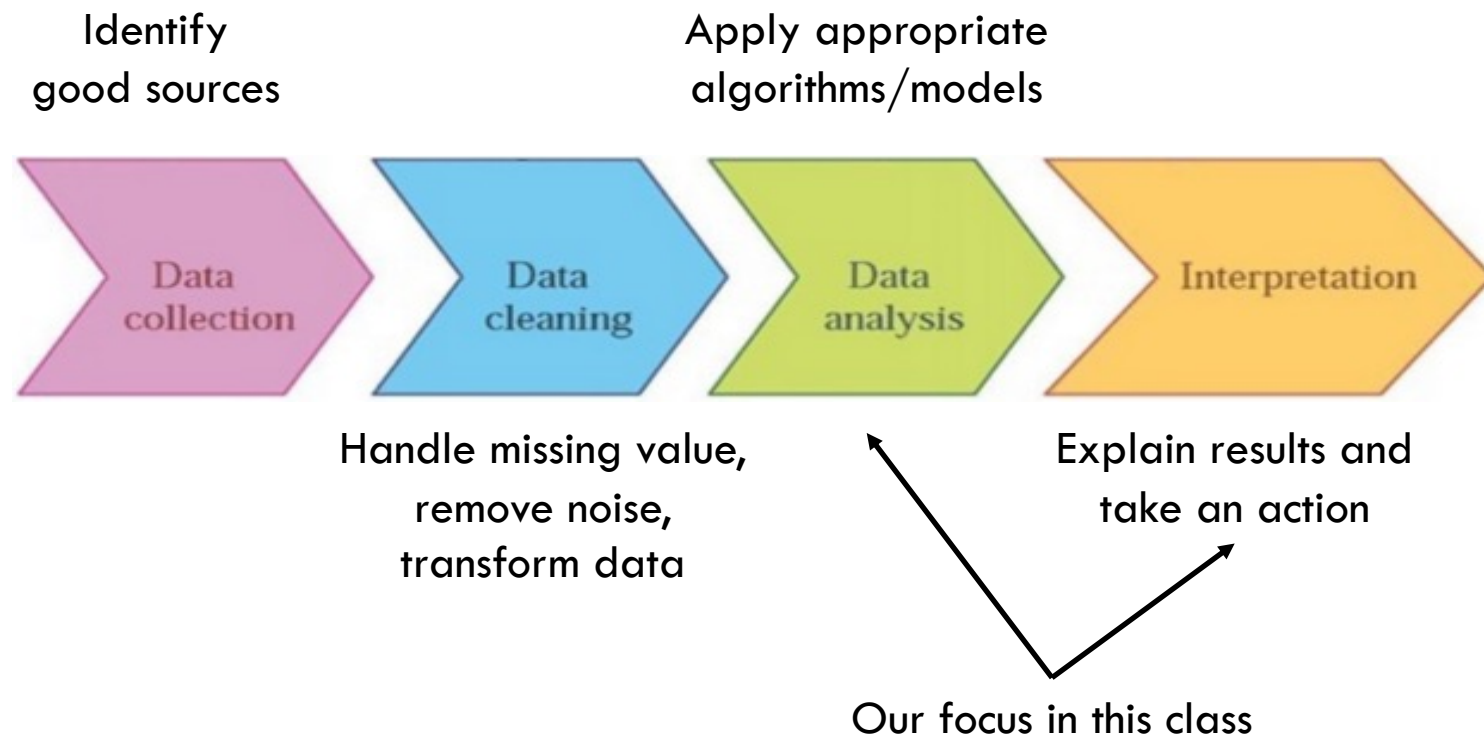 Identify
good sources
Apply appropriate
algorithms/models
Data
collection
Data
cleaning
Data
analysis
Interpretation
Handle missing value,
remove noise,
transform data
Explain results and
take an action
Our focus in this class